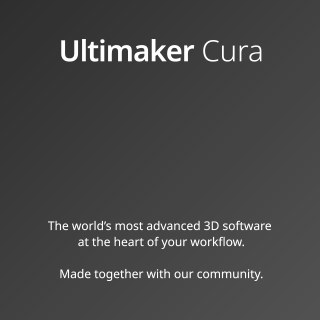 Ultimaker Cura
The world’s most advanced 3D software
at the heart of your workflow.
Made together with our community.